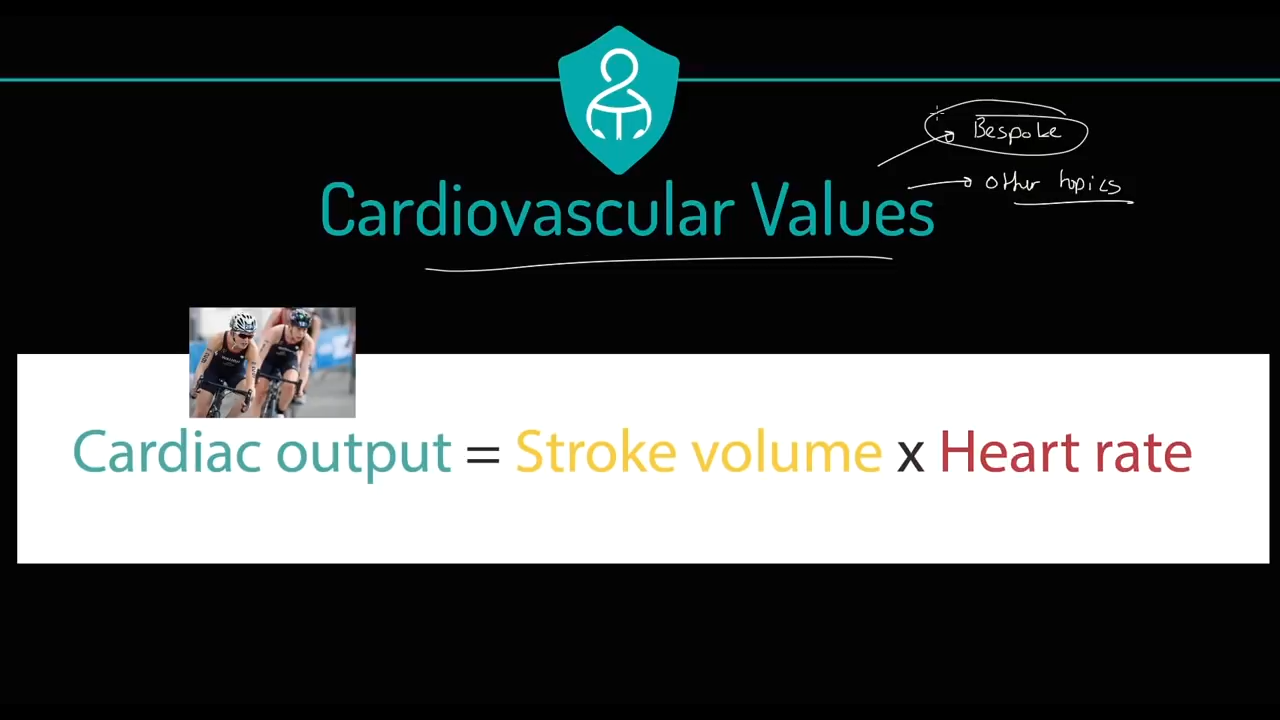 Bespoke
other topics
Cardiovascular Values
Cardiac output = Stroke volume x Heart rate